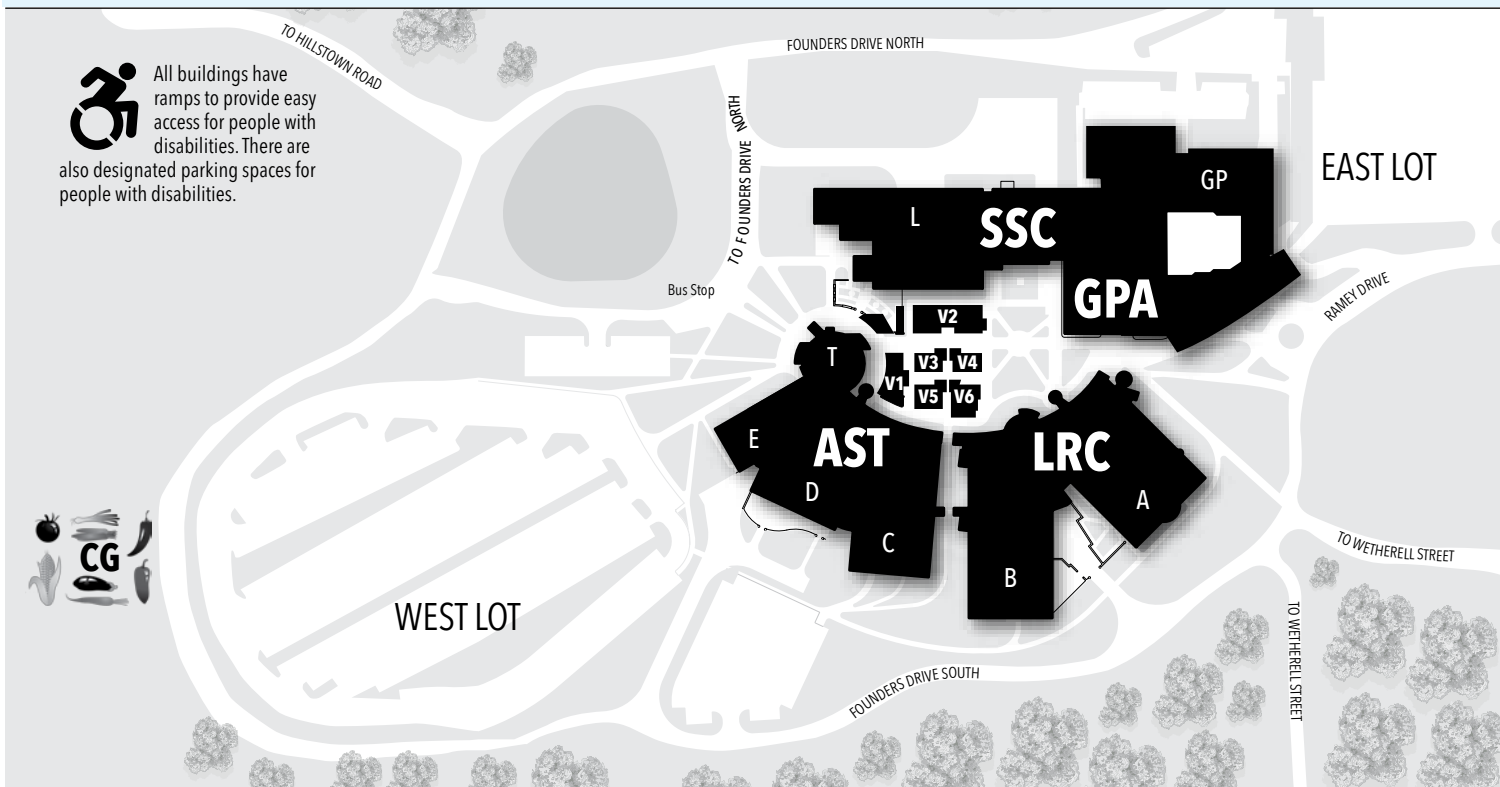 TO HILLSTOWN ROAD
FOUNDERS DRIVE NORTH
All buildings have
ramps to provide easy
access for people with
disabilities. There are
also designated parking spaces for
people with disabilities.
TO FOUNDERS DRIVE NORTH
EAST LOT
GP
L
SSC
GPA
RAMEY DRIVE
Bus Stop
V2
T
V3
V4
V1
V5
V6
E
AST
LRC
D
A
C
B
CG
WEST LOT
TO WETHERELL STREET
TO WETHERELL STREET
FOUNDERS DRIVE SOUTH